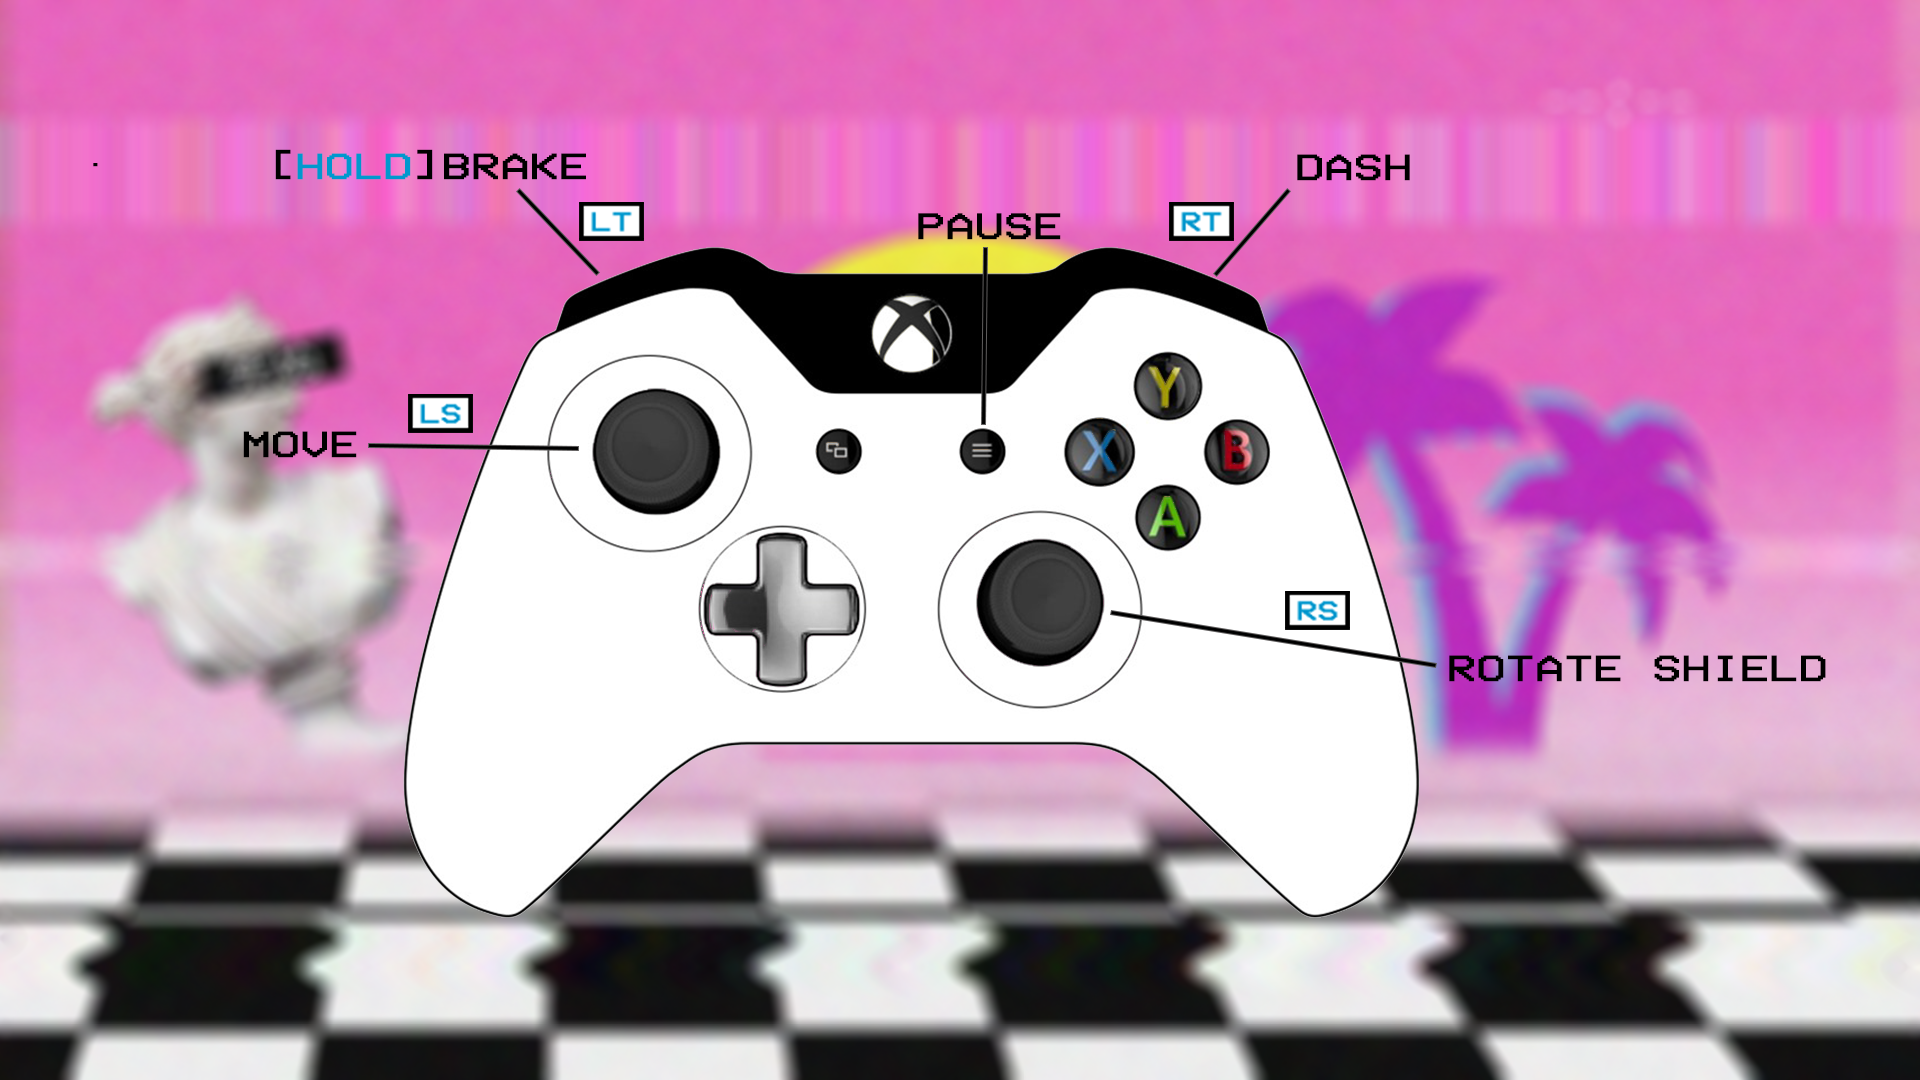 [HOLD]BRAKE
DASH
LT
PAUSE
RT
LS
MOVE
Y
X
B
A
RS
ROTATE SHIELD